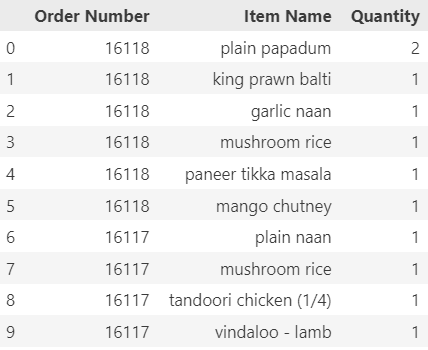 Order Number Item Name Quantity
0 16118 plain papadum 2
1 16118 king prawn balti 1
2 16118 garlic naan 1
3 16118 mushroom rice 1
4 16118 paneer tikka masala 1
5 16118 mango chutney 1
6 16117 plain naan 1
7 16117 mushroom rice 1
8 16117 tandoori chicken (1/4) 1
9 16117 vindaloo - lamb 1